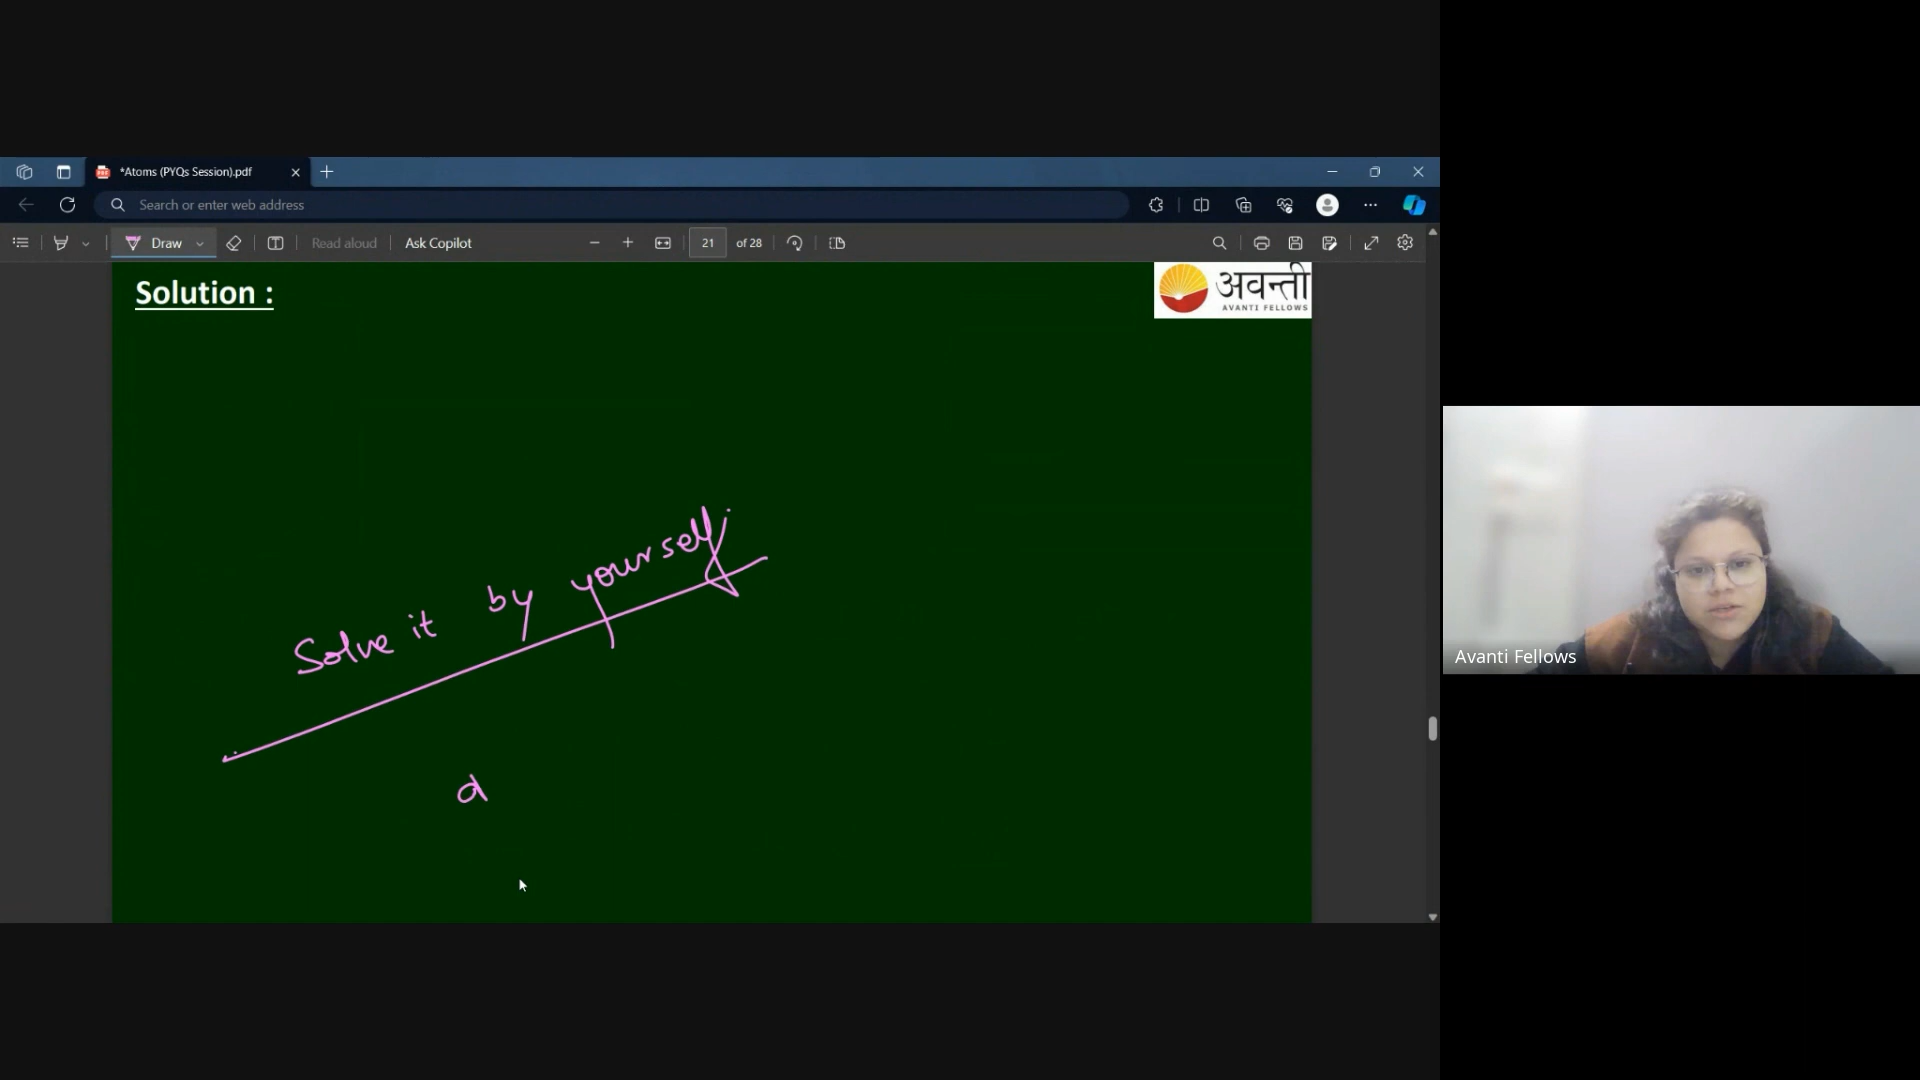 *Atoms (PYQs Session).pdf
Search or enter web address
Draw
Read aloud
Ask Copilot
21 of 28
Solution :
अवन्ती
AVANTI FELLOWS
Solve it by yourself.
d
Avanti Fellows